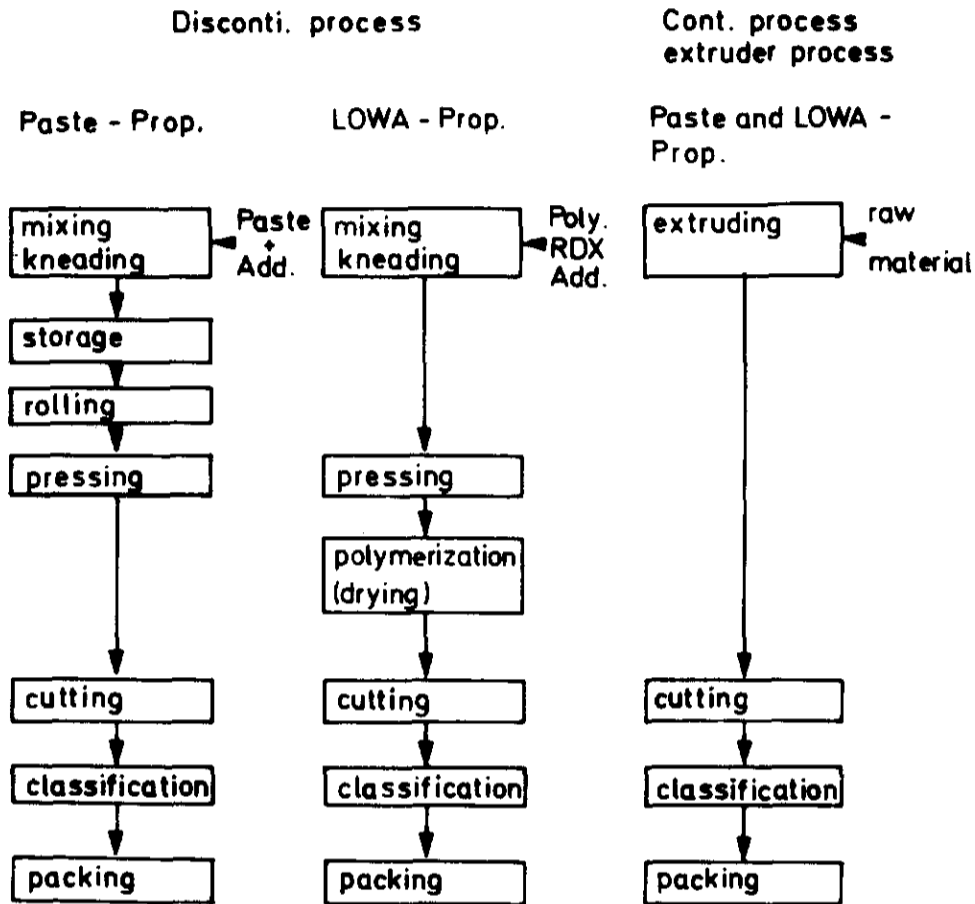 Disconti. process
Cont. process
extruder process
Paste - Prop.
LOWA - Prop.
Paste and LOWA -
Prop.
mixing
kneading
Paste
+
Add.
storage
rolling
pressing
cutting
classification
packing
mixing
kneading
Poly.
RDX
Add.
pressing
polymerization
(drying)
cutting
classification
packing
extruding
raw
material
cutting
classification
packing